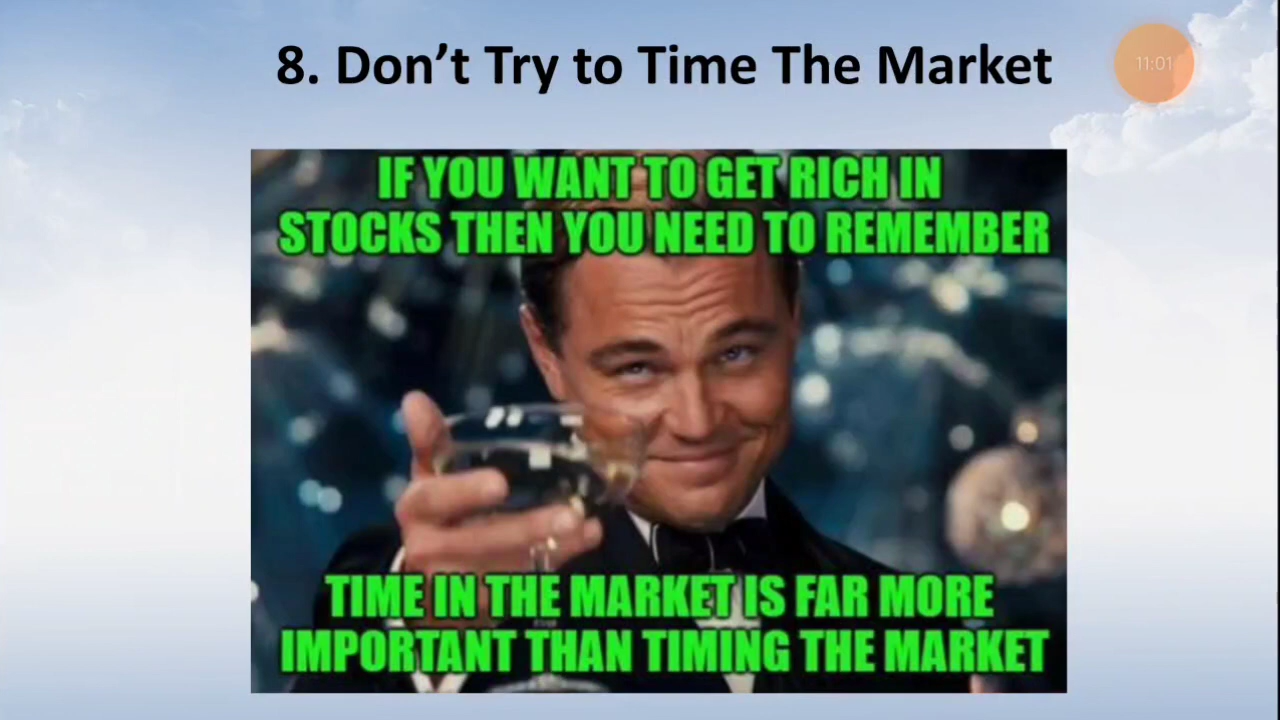 8. Don’t Try to Time The Market
11:01
IF YOU WANT TO GET RICH IN
STOCKS THEN YOU NEED TO REMEMBER
TIME IN THE MARKET IS FAR MORE
IMPORTANT THAN TIMING THE MARKET